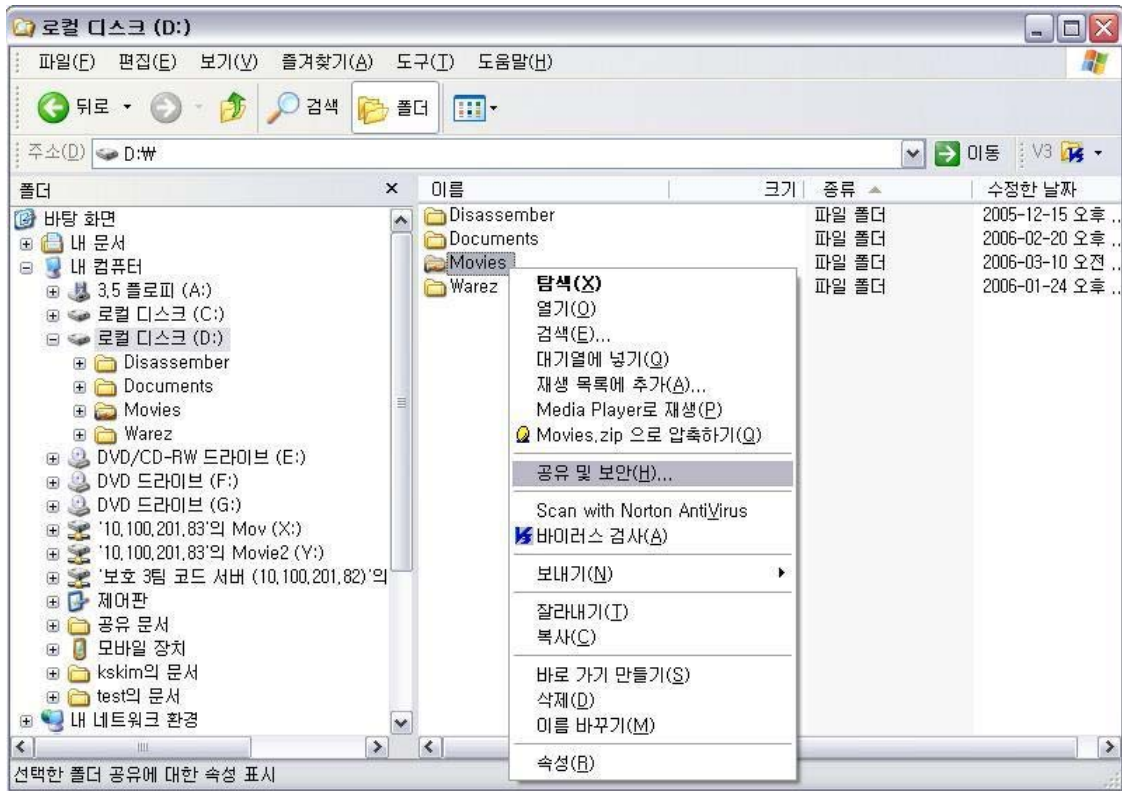 로컬 디스크 (D:)
파일(F) 편집(E) 보기(V) 즐겨찾기(A) 도구(T) 도움말(H)
뒤로 검색 폴더
주소(D) D:₩ 이동 V3
폴더
바탕 화면
내 문서
내 컴퓨터
3,5 플로피 (A:)
로컬 디스크 (C:)
로컬 디스크 (D:)
Disassember
Documents
Movies
Warez
DVD/CD-RW 드라이브 (E:)
DVD 드라이브 (F:)
DVD 드라이브 (G:)
'10,100,201,83'의 Mov (X:)
'10,100,201,83'의 Movie2 (Y:)
'보호 3팀 코드 서버 (10,100,201,82)'의
제어판
공유 문서
모바일 장치
kskim의 문서
test의 문서
내 네트워크 환경
이름 크기 종류 수정한 날짜
Disassember 파일 폴더 2005-12-15 오후 ..
Documents 파일 폴더 2006-02-20 오후 ..
Movies 파일 폴더 2006-03-10 오전 ..
Warez 파일 폴더 2006-01-24 오후 ..
탐색(X)
열기(O)
검색(E)...
대기열에 넣기(Q)
재생 목록에 추가(A)...
Media Player로 재생(P)
Movies,zip 으로 압축하기(Q)
공유 및 보안(H)...
Scan with Norton AntiVirus
바이러스 검사(A)
보내기(N)
잘라내기(T)
복사(C)
바로 가기 만들기(S)
삭제(D)
이름 바꾸기(M)
속성(R)
선택한 폴더 공유에 대한 속성 표시